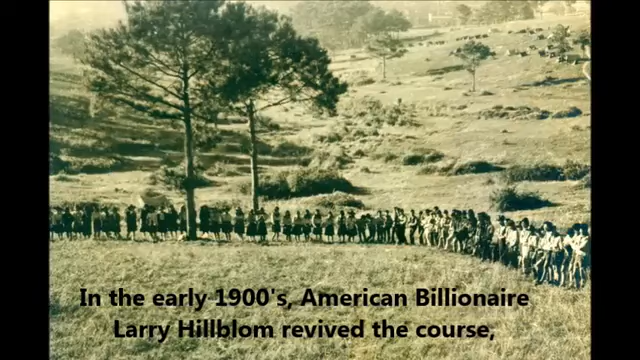 In the early 1900's, American Billionaire
Larry Hillblom revived the course,